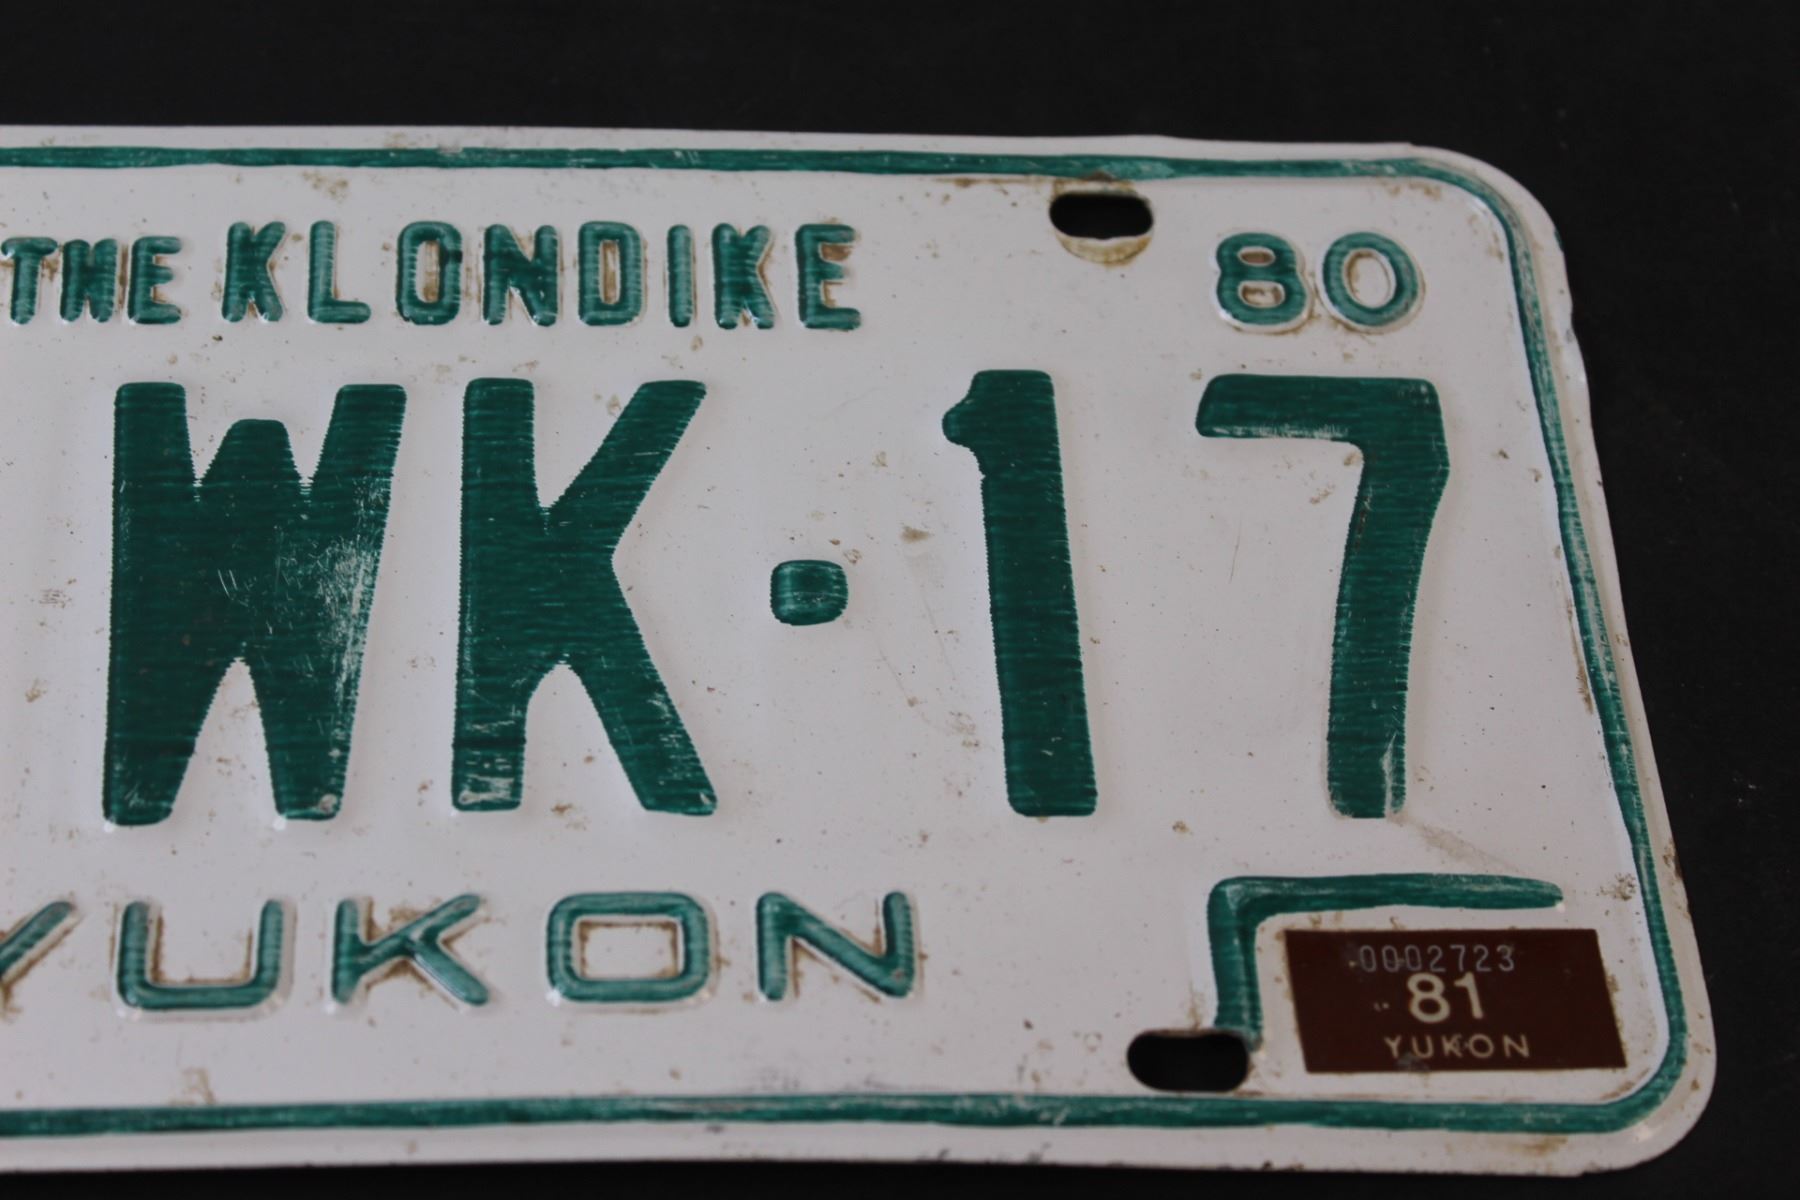 THE KLONDIKE 80
WK·17
YUKON
0002723
81
YUKON